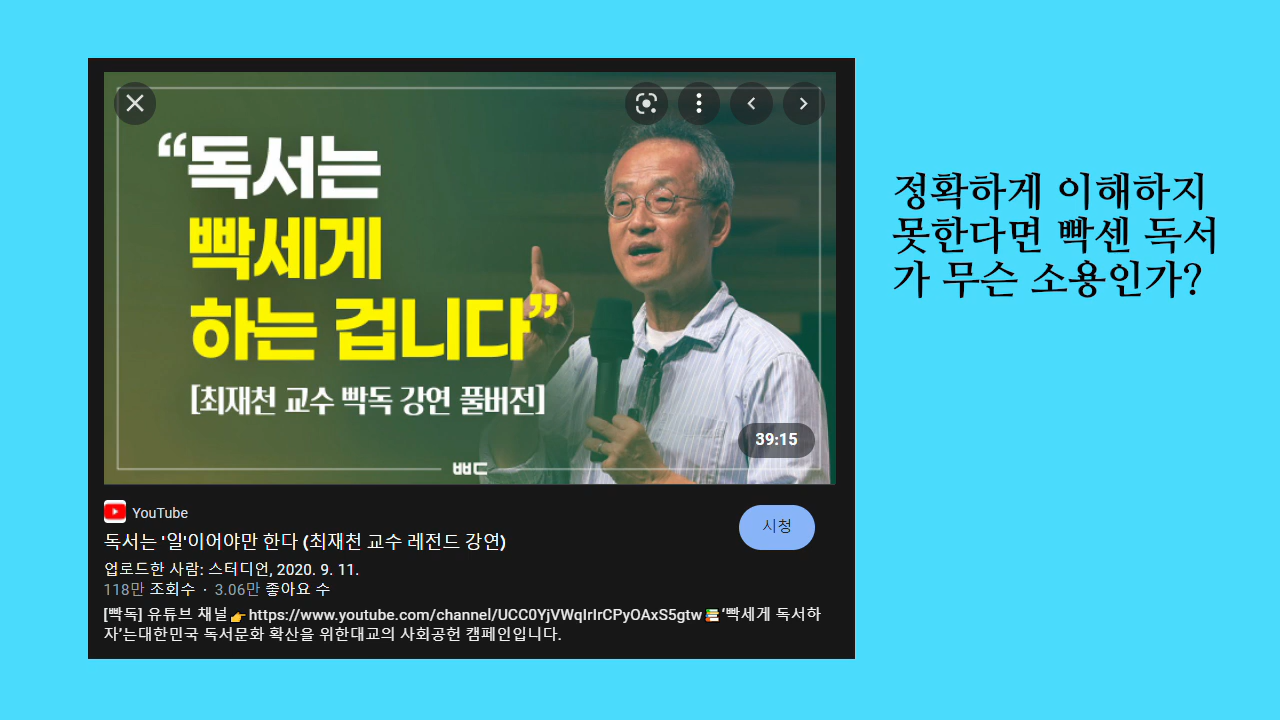 “독서는
빡세게
하는 겁니다”
[최재천 교수 빡독 강연 풀버전]
39:15
빡독
YouTube
시청
독서는 '일'이어야만 한다 (최재천 교수 레전드 강연)
업로드한 사람: 스터디언, 2020. 9. 11.
118만 조회수 · 3.06만 좋아요 수
[빡독] 유튜브 채널 👉 https://www.youtube.com/channel/UCC0YjVWqIrIrCPyOAxS5gtw 📚 ‘빡세게 독서하
자’는대한민국 독서문화 확산을 위한대교의 사회공헌 캠페인입니다.
정확하게 이해하지
못한다면 빡센 독서
가 무슨 소용인가?